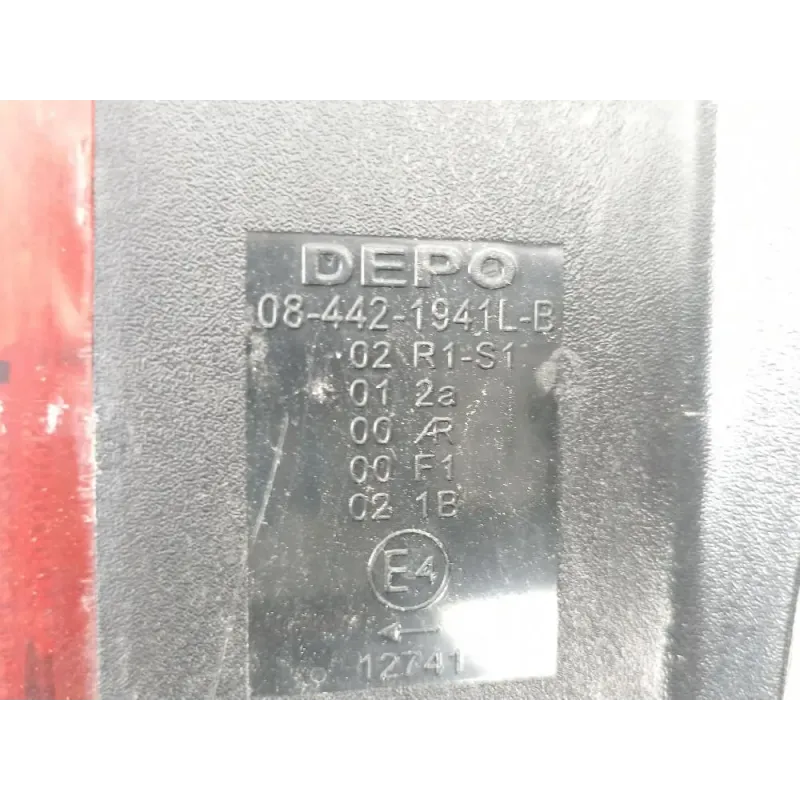 DEPO
08-442-1941L-B
02 R1-S1
01 2a
00 AR
00 F1
02 1B
E4
←
12741